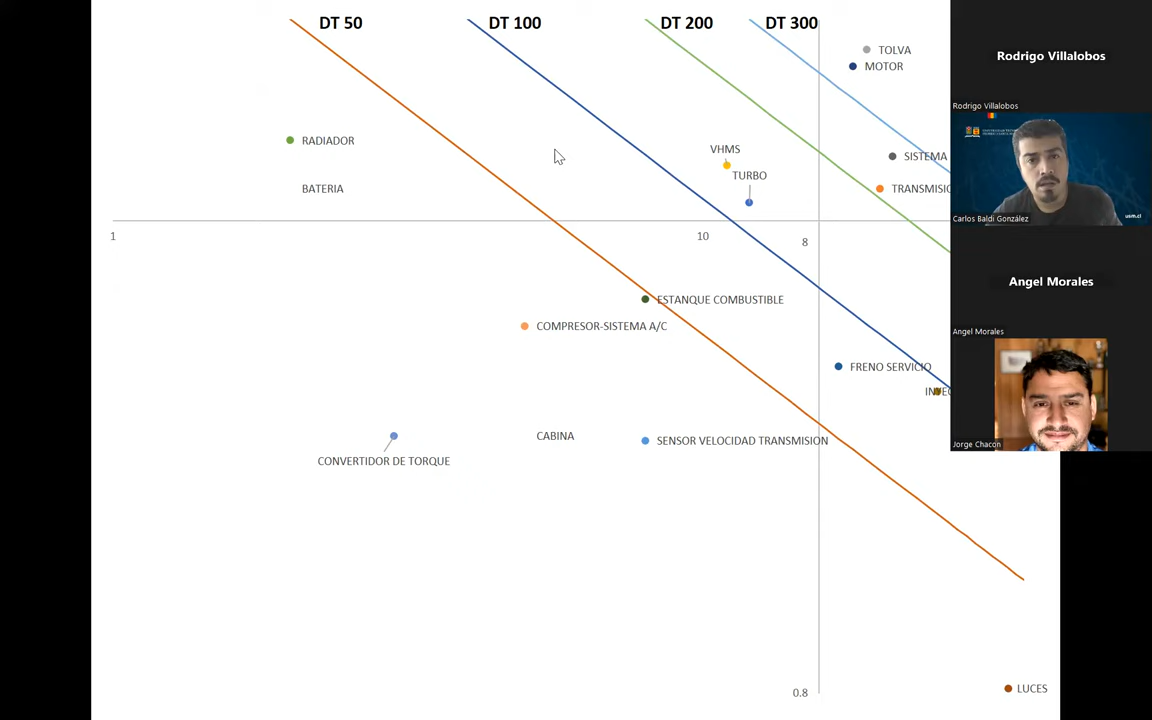 DT 50
DT 100
DT 200
DT 300
TOLVA
MOTOR
RADIADOR
VHMS
SISTEMA
TURBO
BATERIA
1
10
8
ESTANQUE COMBUSTIBLE
COMPRESOR-SISTEMA A/C
FRENO SERVICIO
CABINA
SENSOR VELOCIDAD TRANSMISION
CONVERTIDOR DE TORQUE
LUCES
0.8
Rodrigo Villalobos
Rodrigo Villalobos
usm.cl
Carlos Baldi González
Angel Morales
Angel Morales
Jorge Chacon